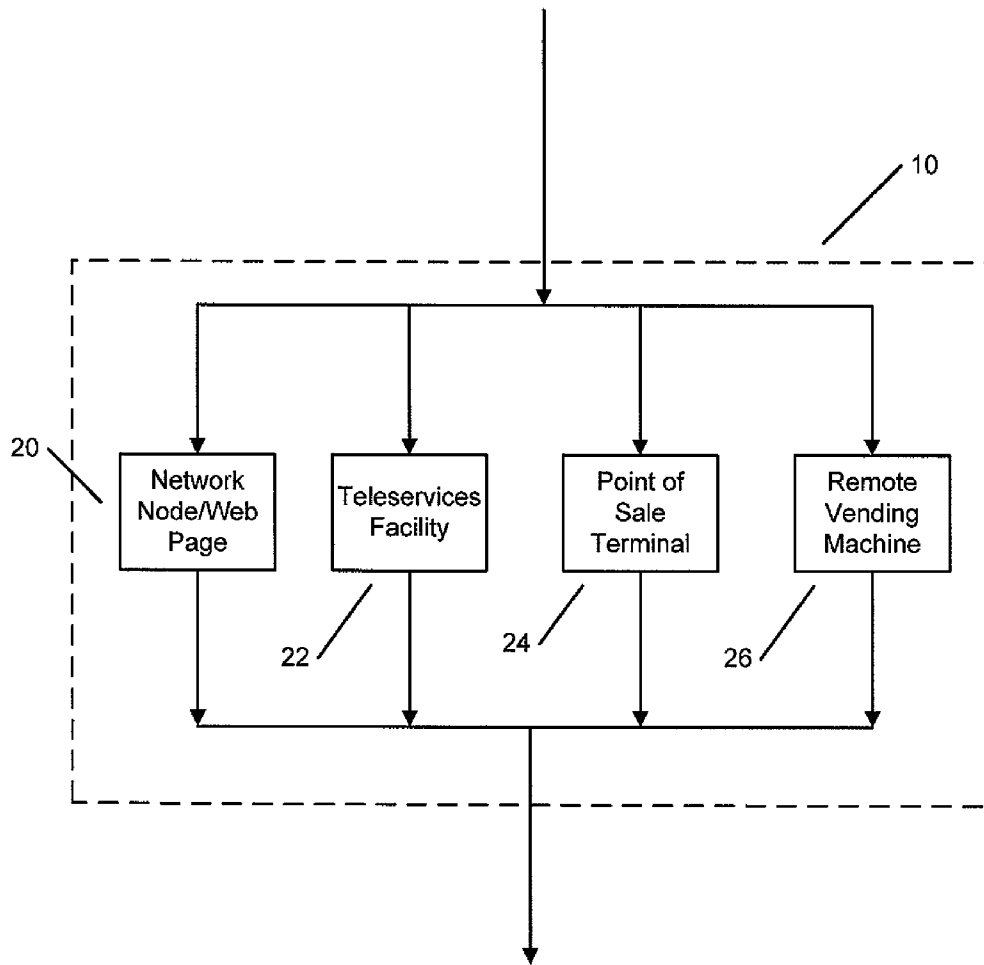 10
20
Network
Node/Web
Page
Teleservices
Facility
Point of
Sale
Terminal
Remote
Vending
Machine
22
24
26